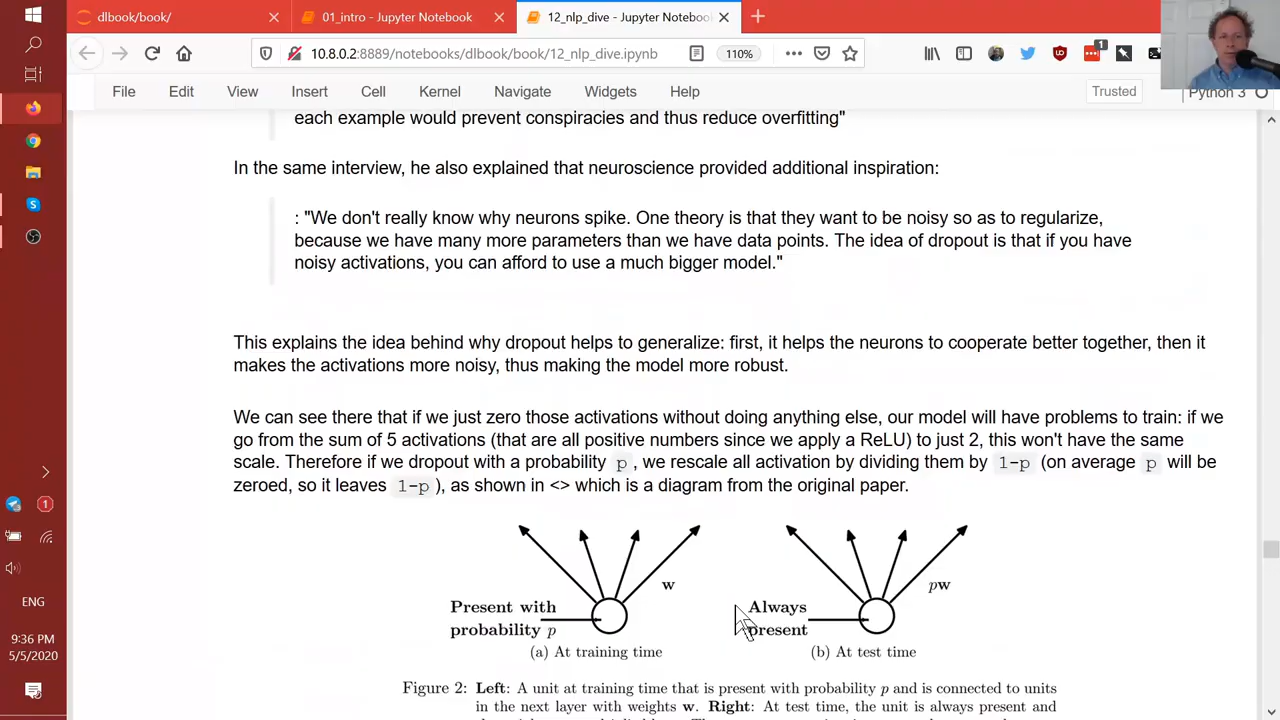 dlbook/book/
01_intro - Jupyter Notebook
12_nlp_dive - Jupyter Notebook
10.8.0.2:8889/notebooks/dlbook/book/12_nlp_dive.ipynb
110%
1
File Edit View Insert Cell Kernel Navigate Widgets Help
Trusted
Python 3
each example would prevent conspiracies and thus reduce overfitting"
In the same interview, he also explained that neuroscience provided additional inspiration:
: "We don't really know why neurons spike. One theory is that they want to be noisy so as to regularize,
because we have many more parameters than we have data points. The idea of dropout is that if you have
noisy activations, you can afford to use a much bigger model."
This explains the idea behind why dropout helps to generalize: first, it helps the neurons to cooperate better together, then it
makes the activations more noisy, thus making the model more robust.
We can see there that if we just zero those activations without doing anything else, our model will have problems to train: if we
go from the sum of 5 activations (that are all positive numbers since we apply a ReLU) to just 2, this won't have the same
scale. Therefore if we dropout with a probability p , we rescale all activation by dividing them by 1-p (on average p will be
zeroed, so it leaves 1-p ), as shown in <> which is a diagram from the original paper.
w
Present with
probability p
(a) At training time
pw
Always
present
(b) At test time
Figure 2: Left: A unit at training time that is present with probability p and is connected to units
in the next layer with weights w. Right: At test time, the unit is always present and
1
ENG
9:36 PM
5/5/2020